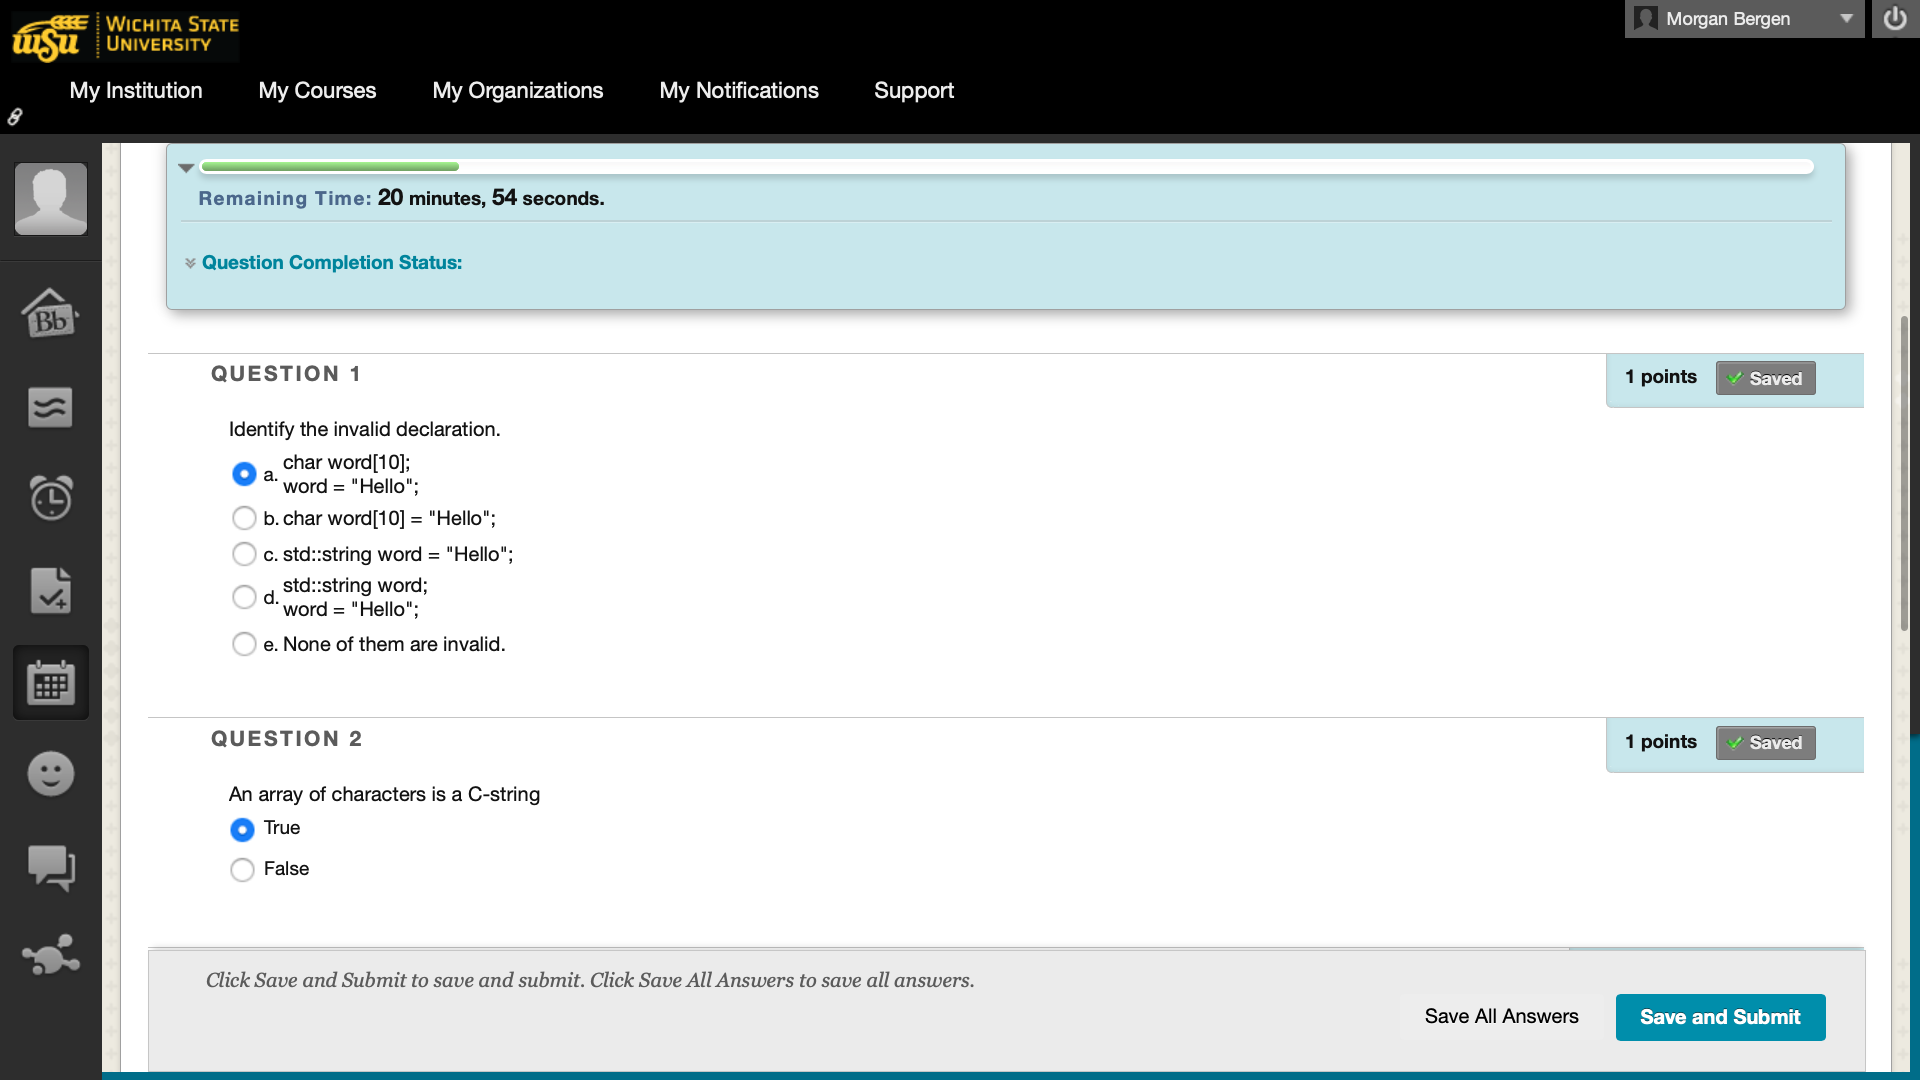 WSU
WICHITA STATE
UNIVERSITY
Morgan Bergen
My Institution
My Courses
My Organizations
My Notifications
Support
Remaining Time: 20 minutes, 54 seconds.
Question Completion Status:
Bb
QUESTION 1
1 points
Saved
Identify the invalid declaration.
a.
char word[10];
word = "Hello";
b. char word[10] = "Hello";
c. std::string word = "Hello";
d.
std::string word;
word = "Hello";
e. None of them are invalid.
QUESTION 2
1 points
Saved
An array of characters is a C-string
True
False
Click Save and Submit to save and submit. Click Save All Answers to save all answers.
Save All Answers
Save and Submit